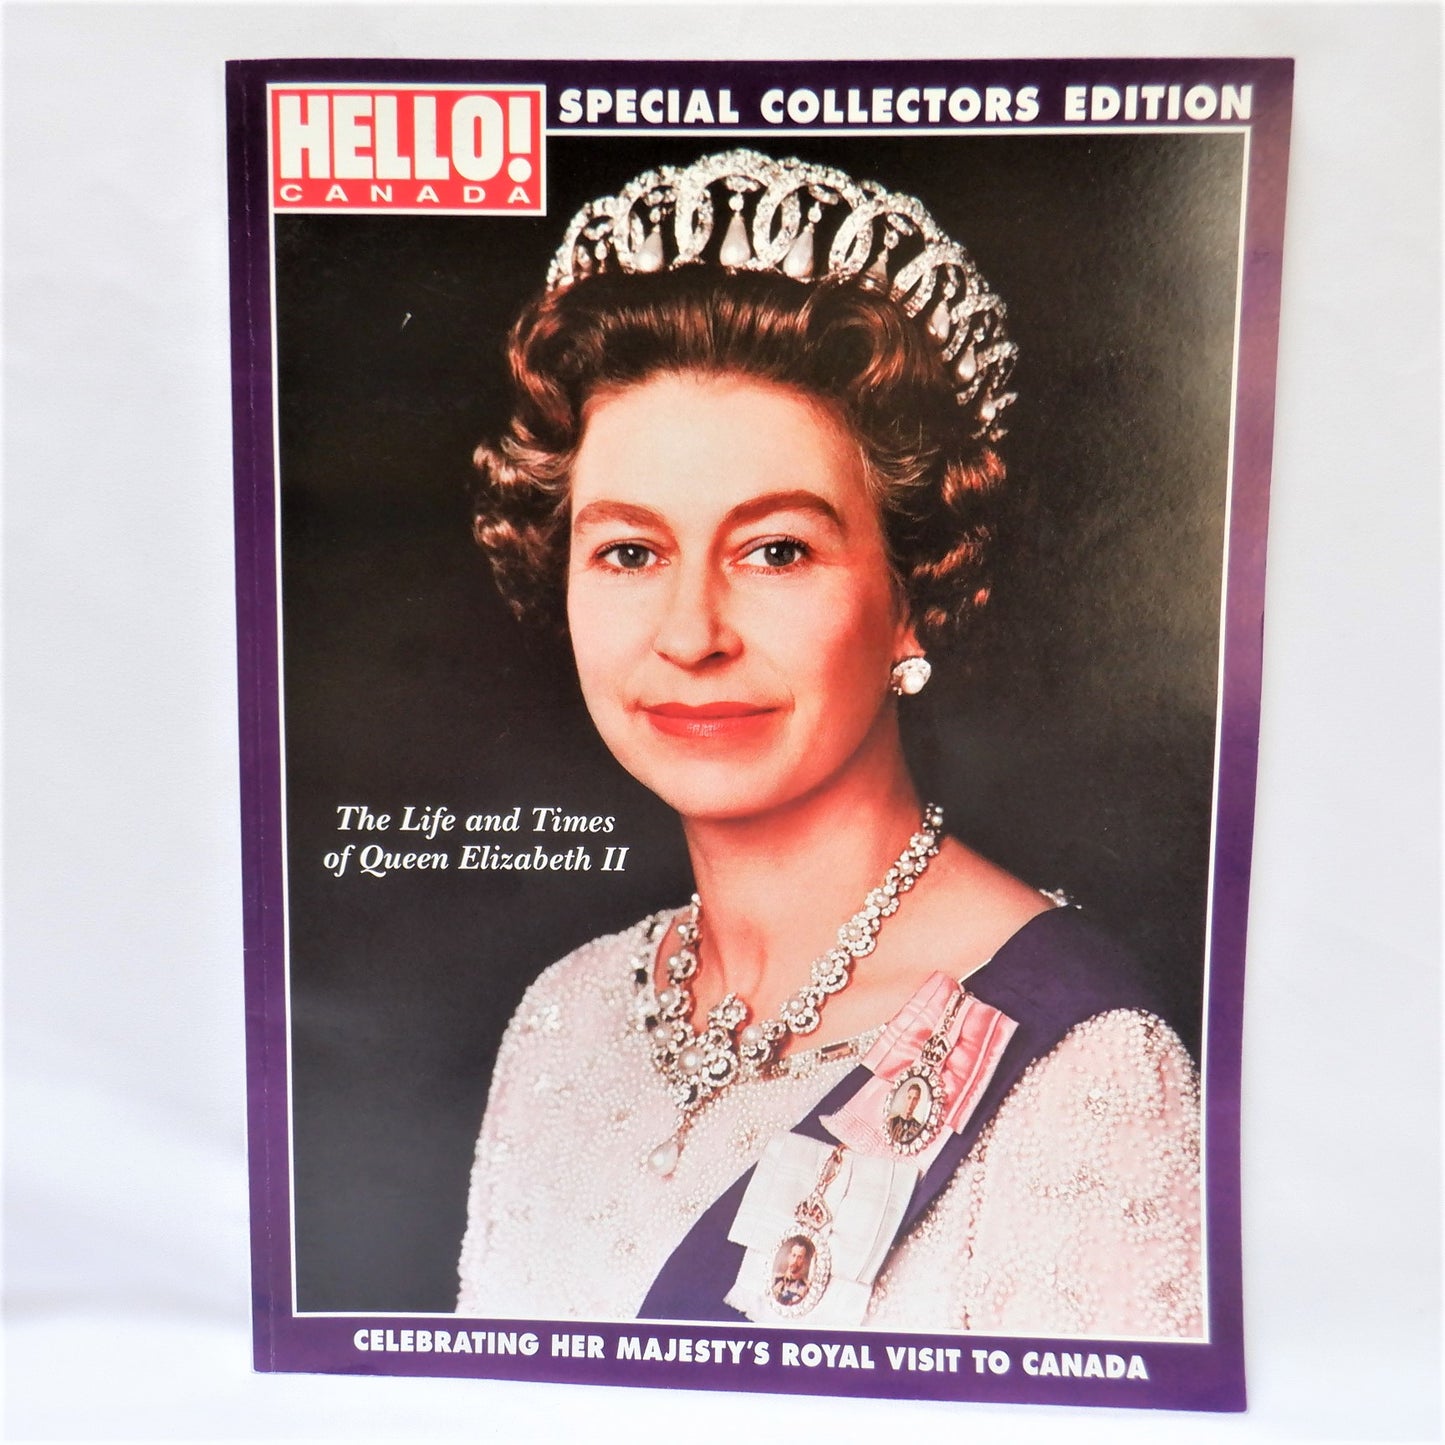 HELLO!
CANADA
SPECIAL COLLECTORS EDITION
The Life and Times
of Queen Elizabeth II
CELEBRATING HER MAJESTY'S ROYAL VISIT TO CANADA